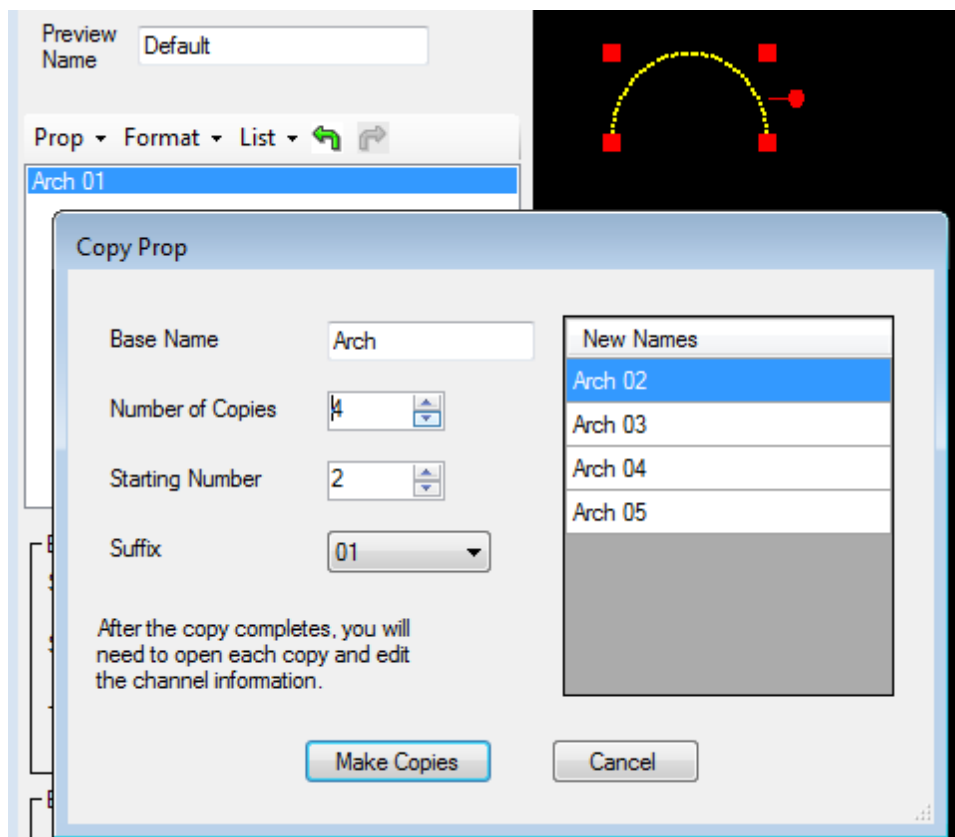 Preview
Name
Default
Prop Format List
Arch 01
Copy Prop
Base Name Arch
Number of Copies 4
Starting Number 2
Suffix 01
After the copy completes, you will
need to open each copy and edit
the channel information.
New Names
Arch 02
Arch 03
Arch 04
Arch 05
Make Copies Cancel